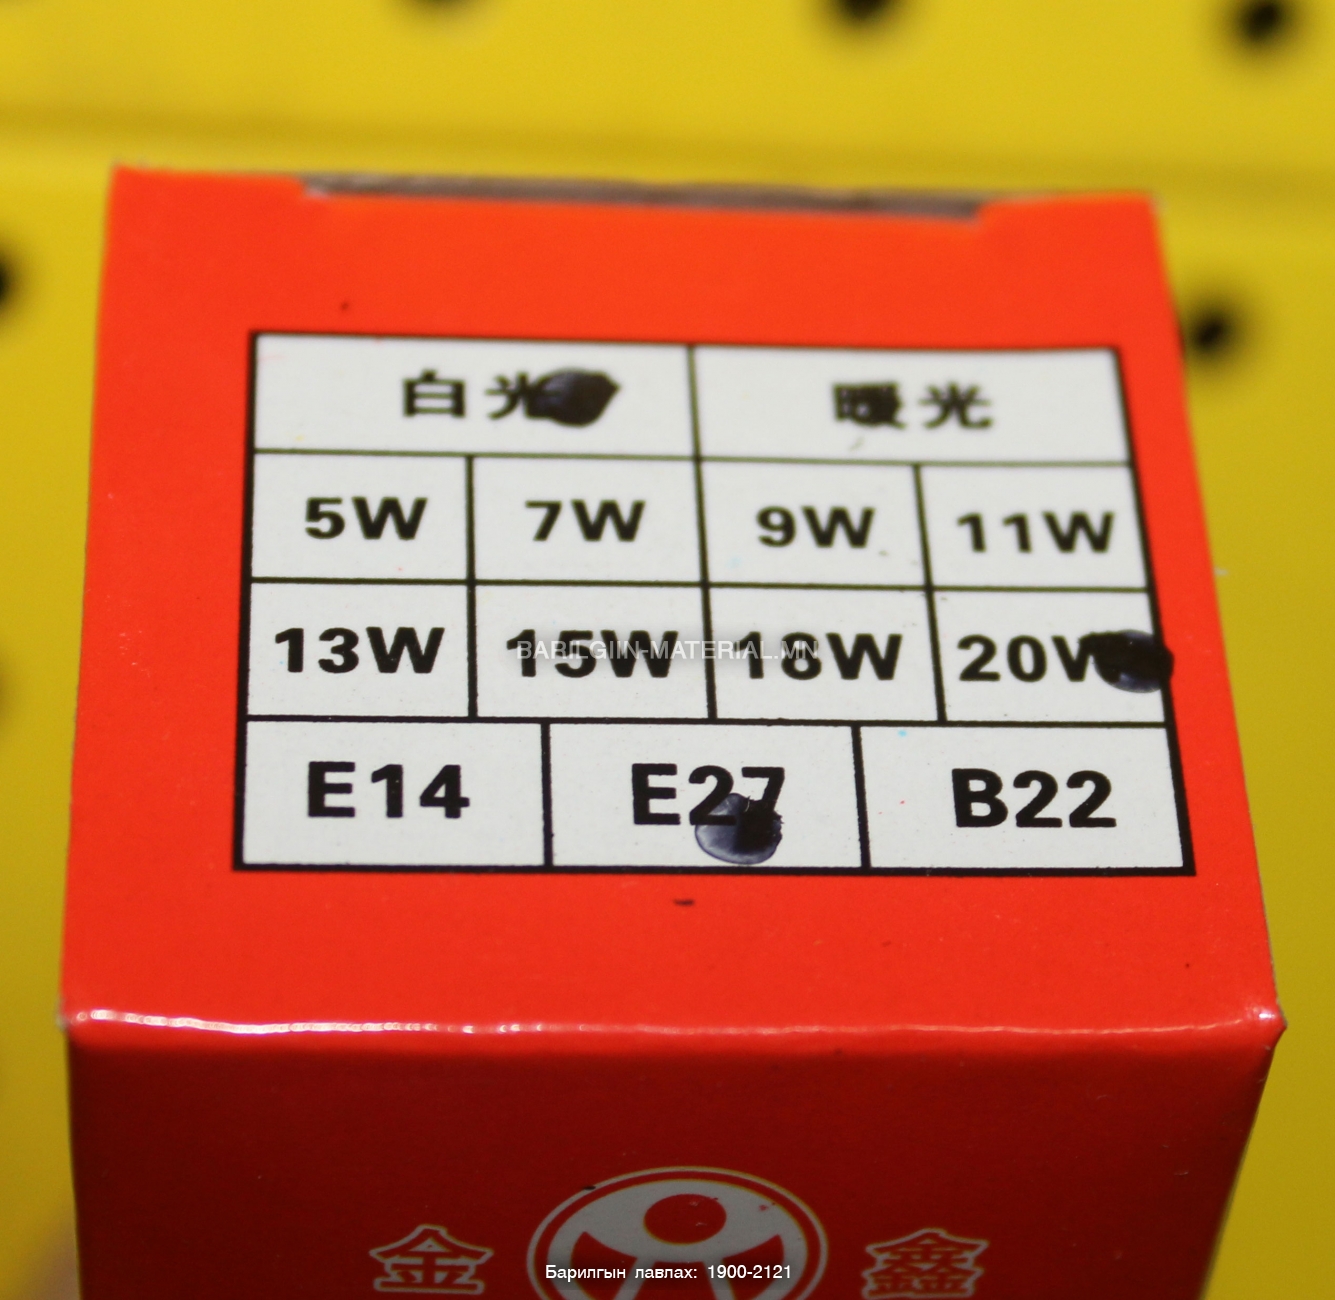 白光 暖光
5W 7W 9W 11W
13W 15W 18W 20W
BARILGIIN-MATERIAL.MN
E14 E27 B22
金 鑫
Барилгын лавлах: 1900-2121